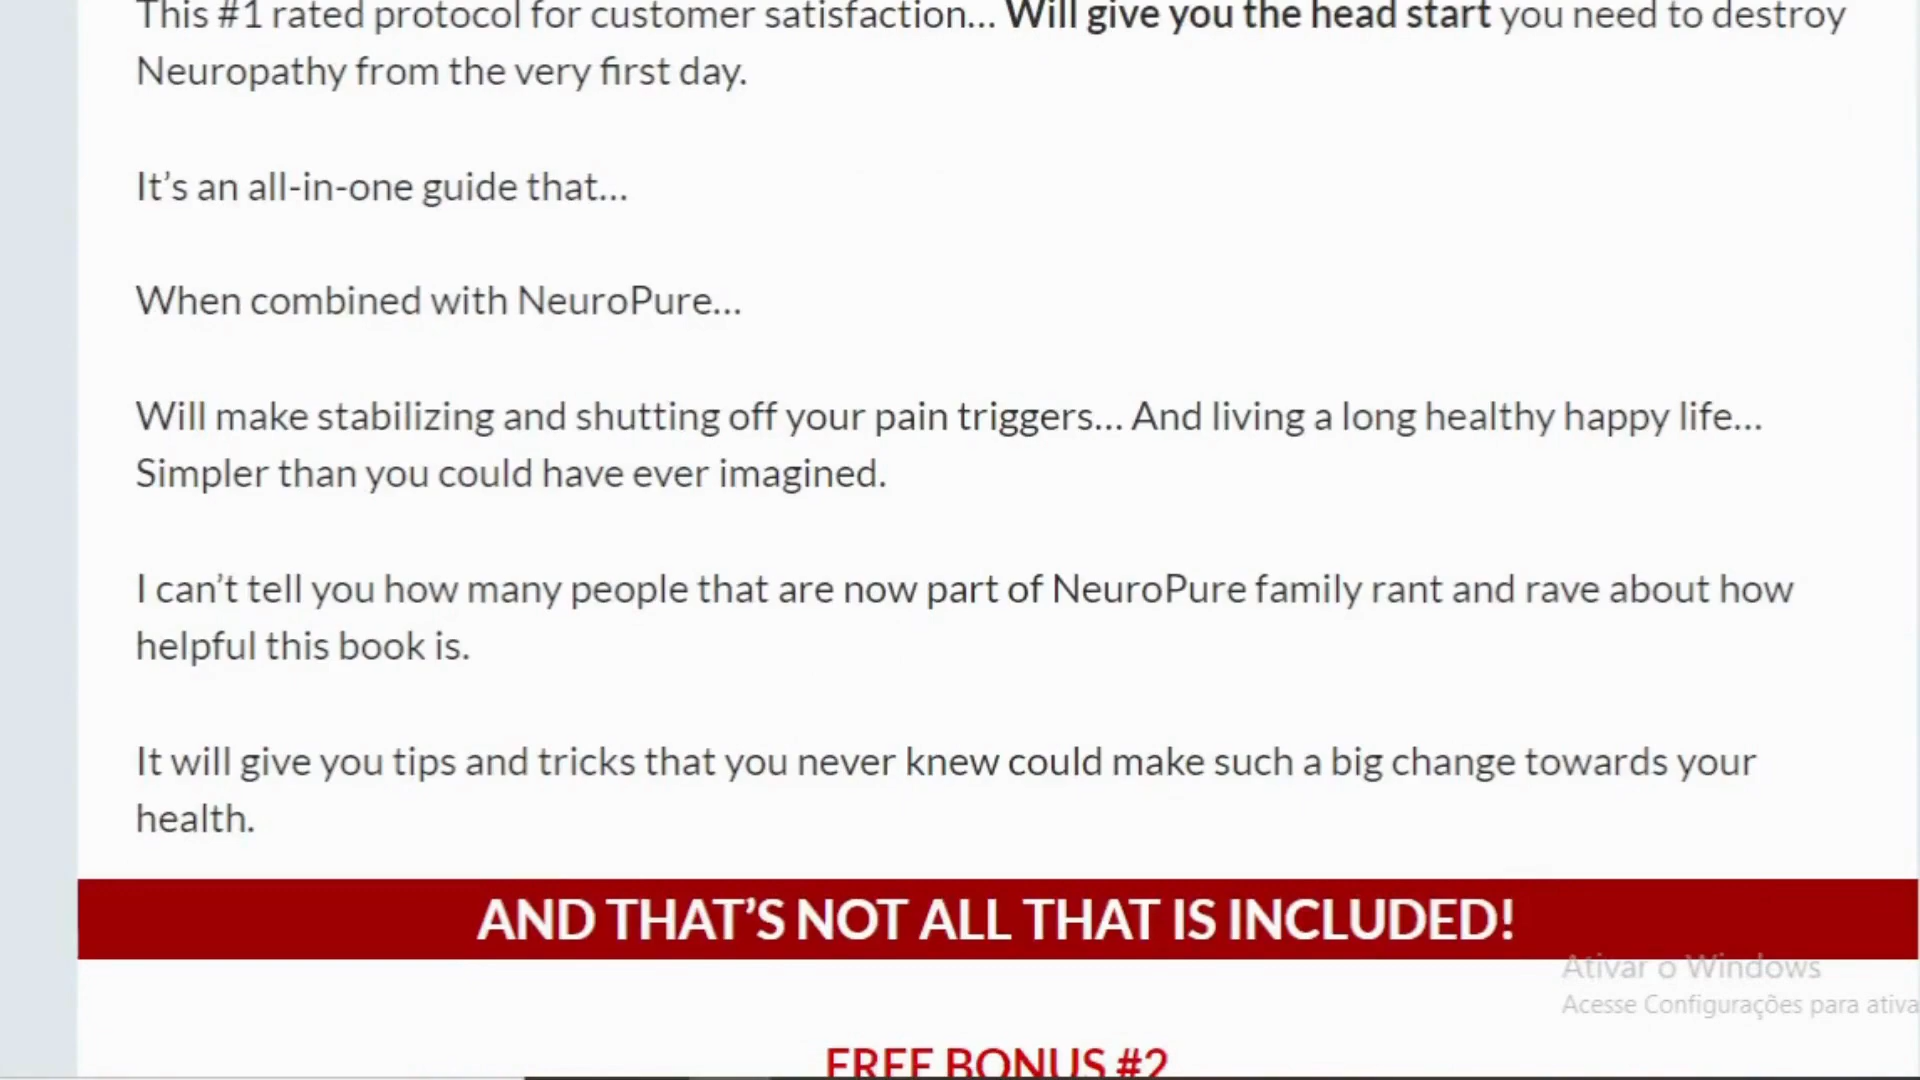 This #1 rated protocol for customer satisfaction… Will give you the head start you need to destroy
Neuropathy from the very first day.
It’s an all-in-one guide that…
When combined with NeuroPure…
Will make stabilizing and shutting off your pain triggers… And living a long healthy happy life…
Simpler than you could have ever imagined.
I can’t tell you how many people that are now part of NeuroPure family rant and rave about how
helpful this book is.
It will give you tips and tricks that you never knew could make such a big change towards your
health.
AND THAT’S NOT ALL THAT IS INCLUDED!
Ativar o Windows
Acesse Configurações para ativa
FREE BONUS #2